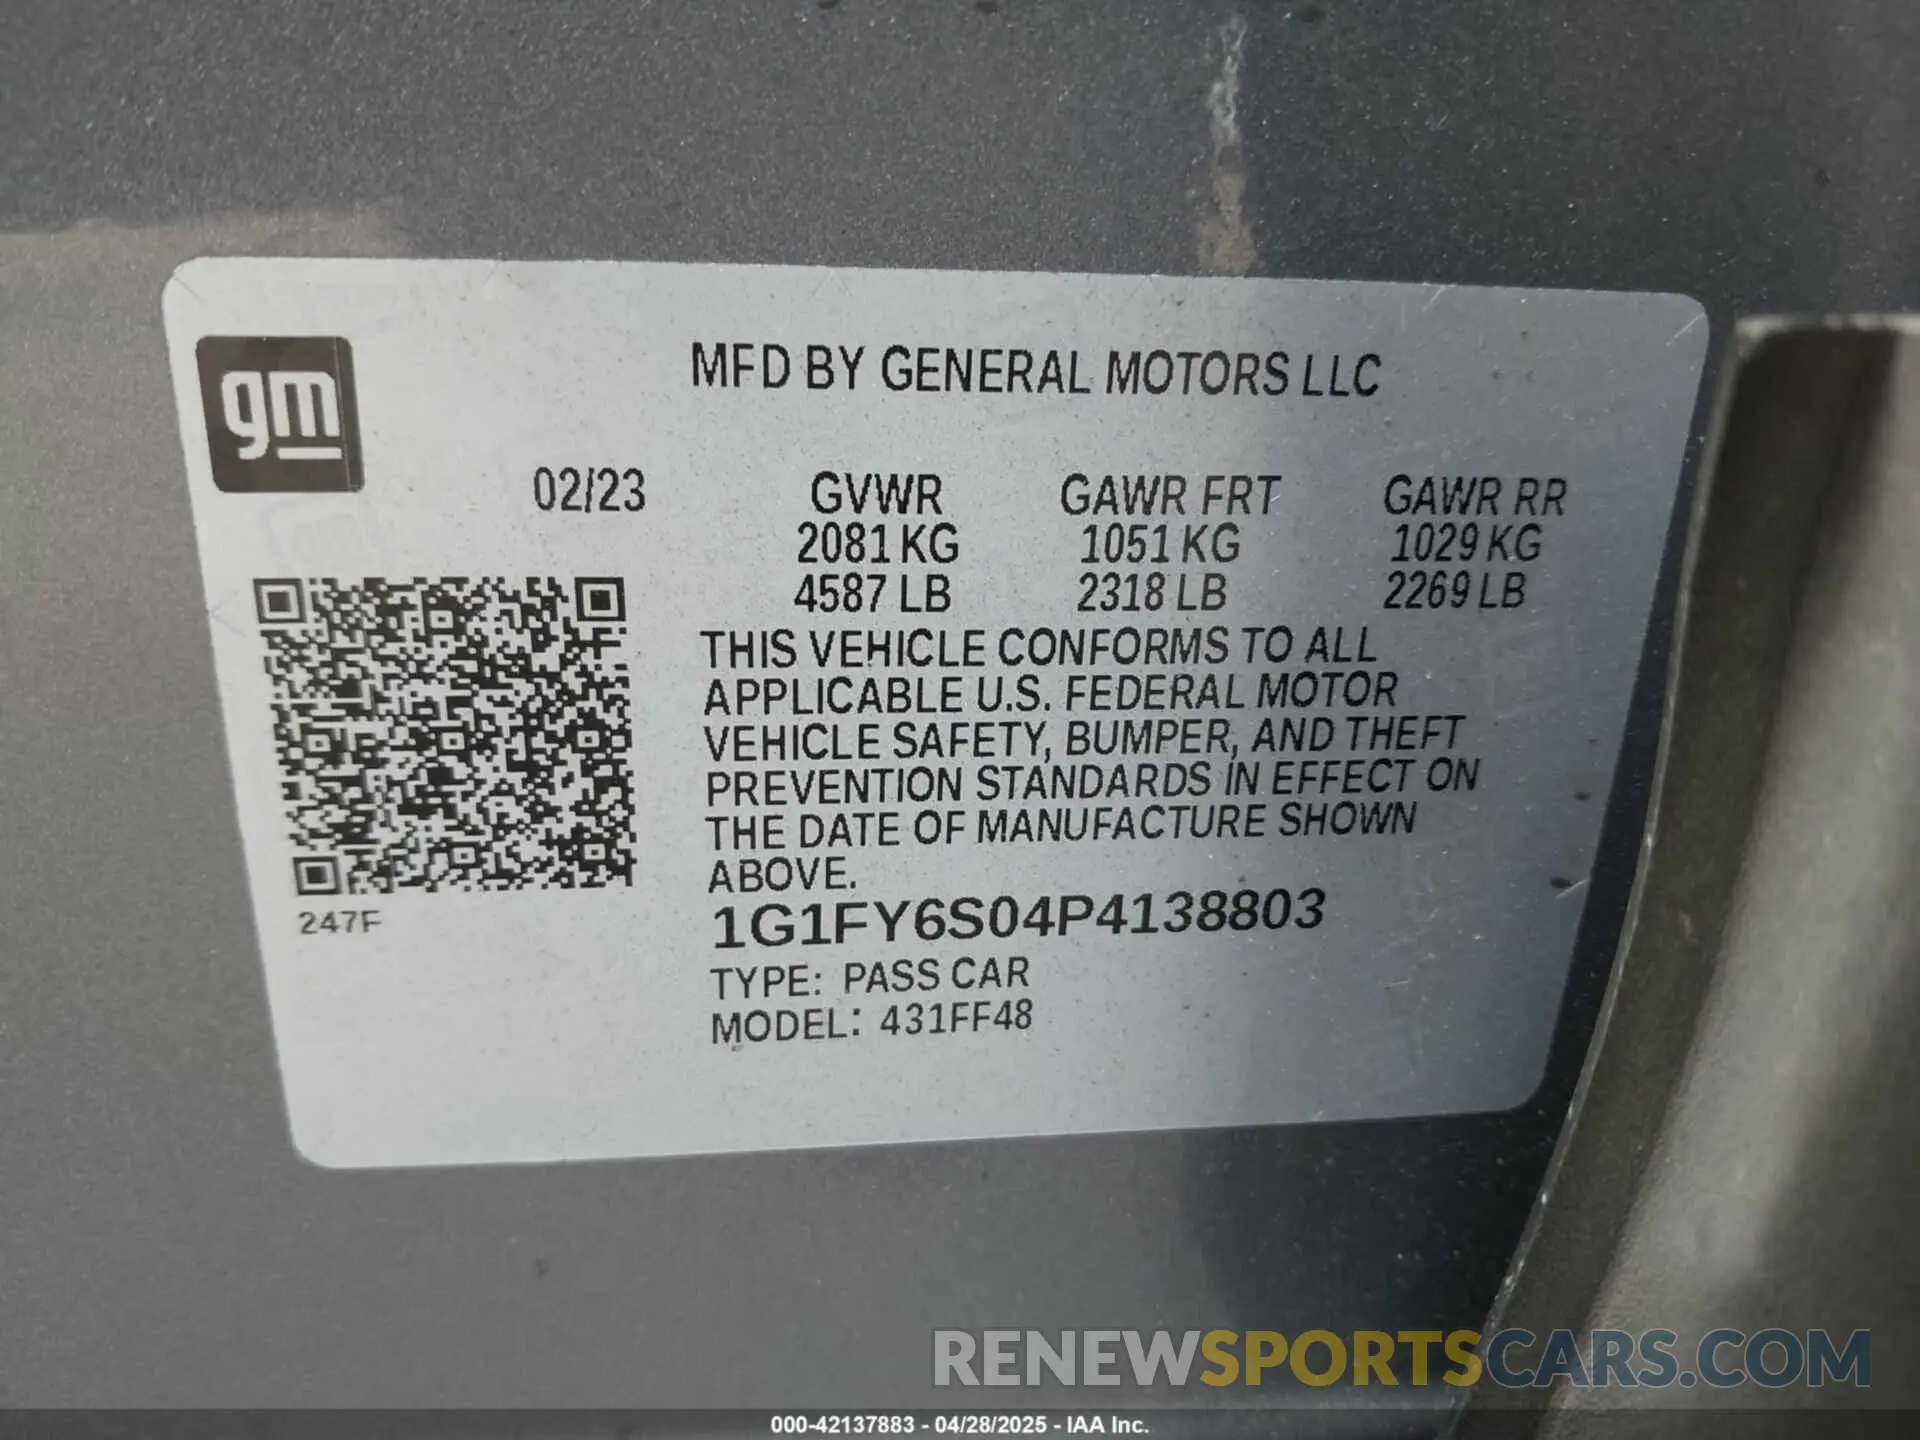 MFD BY GENERAL MOTORS LLC
gm
02/23 GVWR GAWR FRT GAWR RR
2081 KG 1051 KG 1029 KG
4587 LB 2318 LB 2269 LB
THIS VEHICLE CONFORMS TO ALL
APPLICABLE U.S. FEDERAL MOTOR
VEHICLE SAFETY, BUMPER, AND THEFT
PREVENTION STANDARDS IN EFFECT ON
THE DATE OF MANUFACTURE SHOWN
ABOVE.
247F
1G1FY6S04P4138803
TYPE: PASS CAR
MODEL: 431FF48
RENEWSPORTSCARS.COM
000-42137883 - 04/28/2025 - IAA Inc.